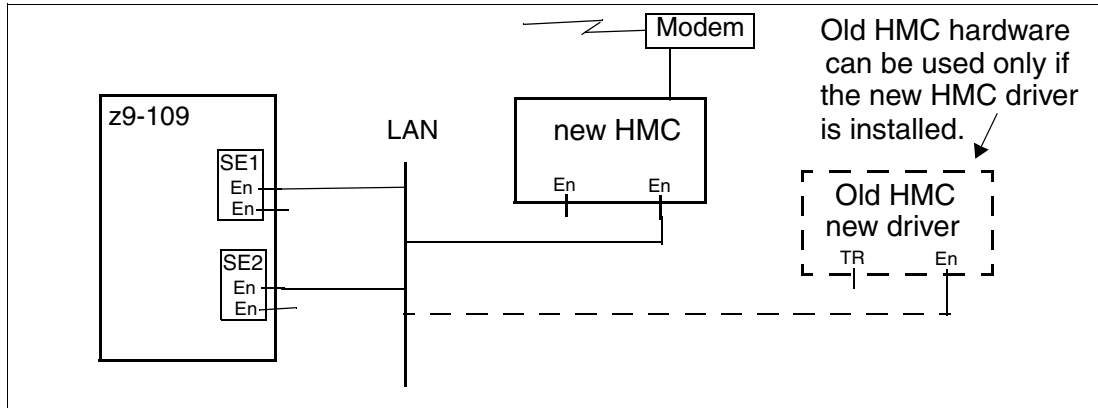 Modem
Old HMC hardware
can be used only if
the new HMC driver
is installed.
z9-109
LAN
new HMC
SE1
En
En
En
En
Old HMC
new driver
TR
En
SE2
En
En